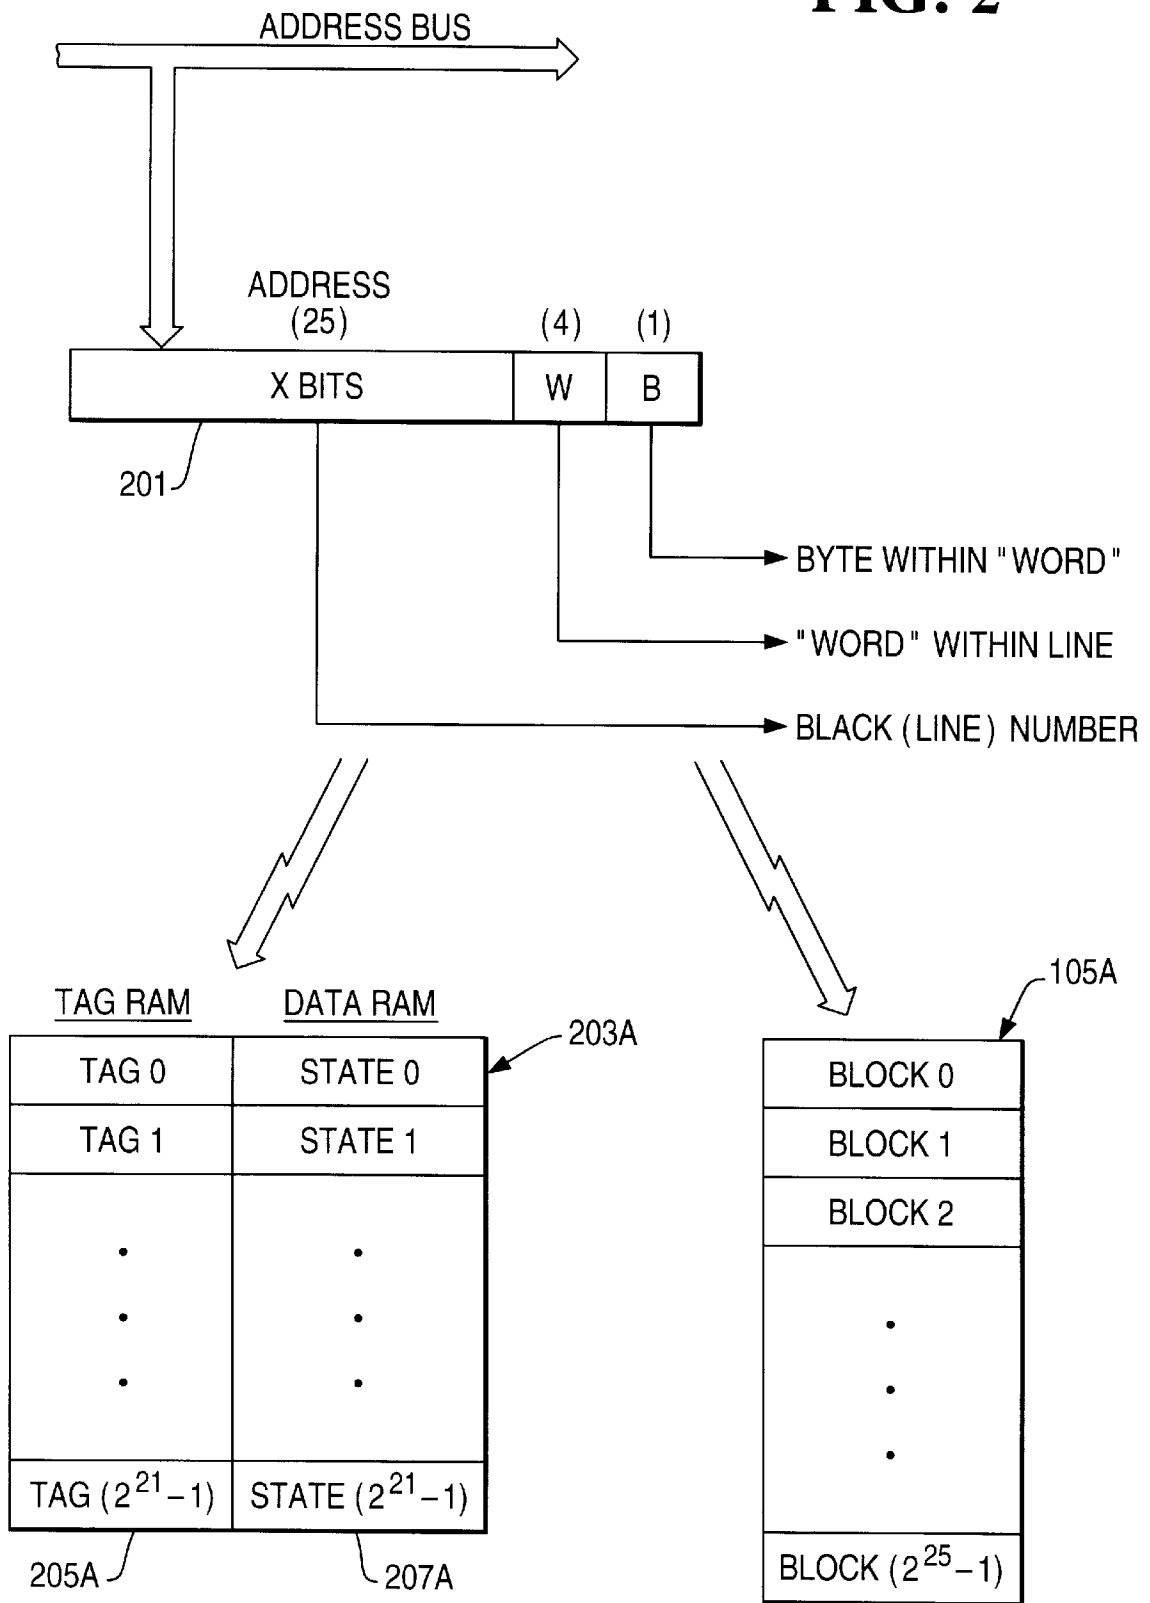 FIG. 2
ADDRESS BUS
ADDRESS
(25) (4) (1)
X BITS W B
201
BYTE WITHIN "WORD"
"WORD" WITHIN LINE
BLACK (LINE) NUMBER
105A
TAG RAM DATA RAM
203A
TAG 0 STATE 0 BLOCK 0
TAG 1 STATE 1 BLOCK 1
BLOCK 2
TAG (2^21−1) STATE (2^21−1)
BLOCK (2^25−1)
205A 207A